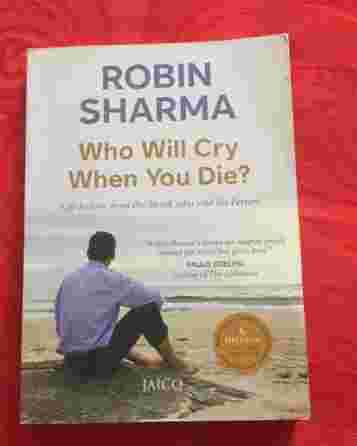 ROBIN
SHARMA
Who Will Cry
When You Die?
Life Lessons from the Monk who sold his Ferrari
PAULO COELHO
JAICO